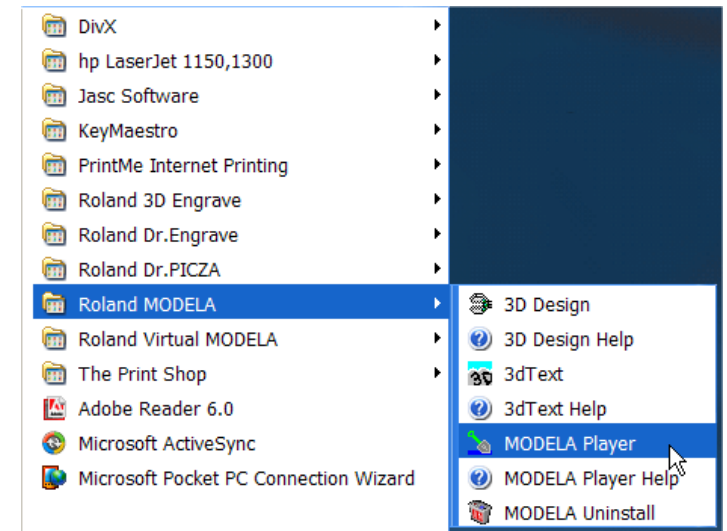 DivX
hp LaserJet 1150,1300
Jasc Software
KeyMaestro
PrintMe Internet Printing
Roland 3D Engrave
Roland Dr.Engrave
Roland Dr.PICZA
Roland MODELA
Roland Virtual MODELA
The Print Shop
Adobe Reader 6.0
Microsoft ActiveSync
Microsoft Pocket PC Connection Wizard
3D Design
3D Design Help
3dText
3dText Help
MODELA Player
MODELA Player Help
MODELA Uninstall